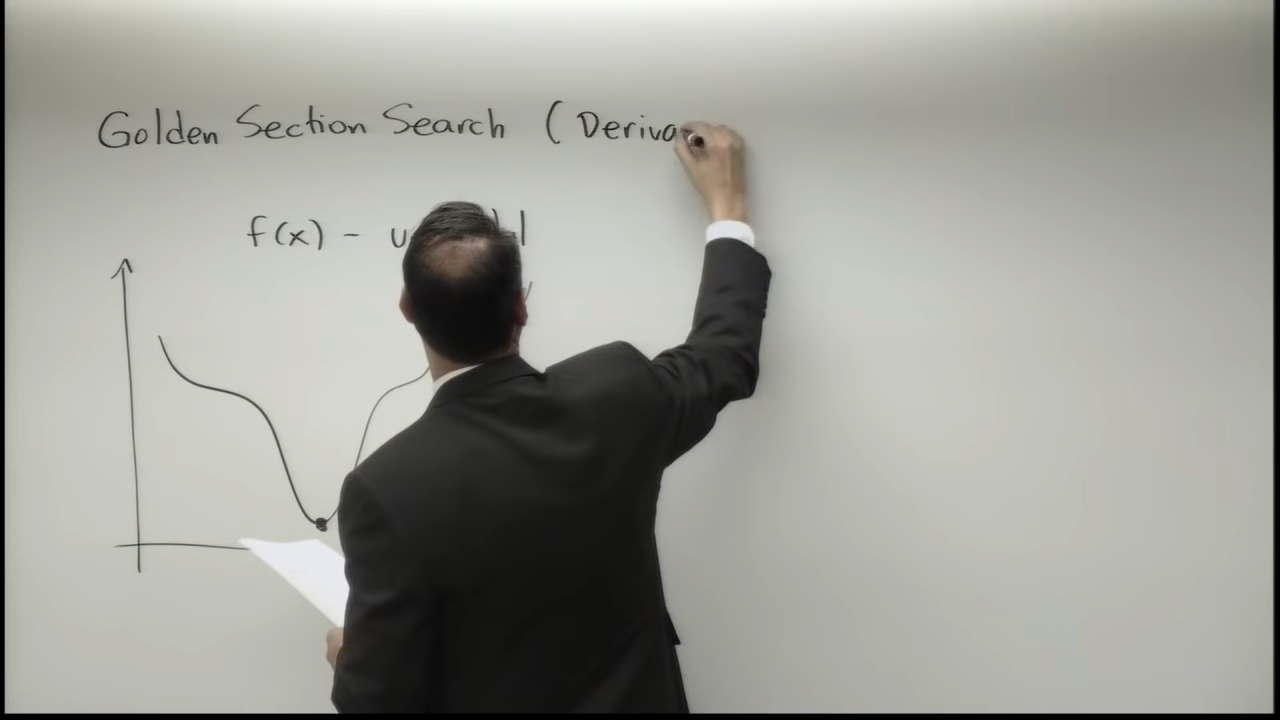 Golden Section Search ( Deriva
f(x) -